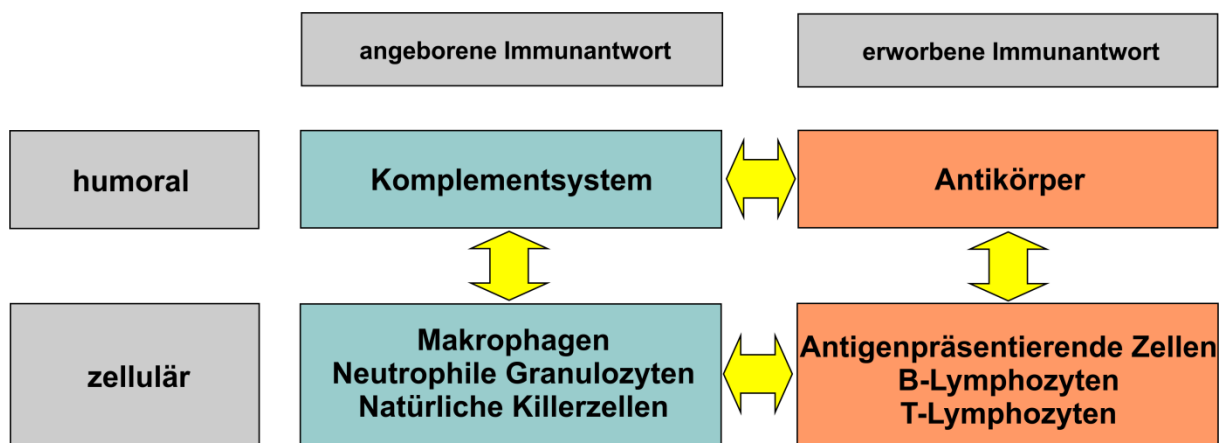 angeborene Immunantwort
erworbene Immunantwort
humoral
Komplementsystem
Antikörper
zellulär
Makrophagen
Neutrophile Granulozyten
Natürliche Killerzellen
Antigenpräsentierende Zellen
B-Lymphozyten
T-Lymphozyten